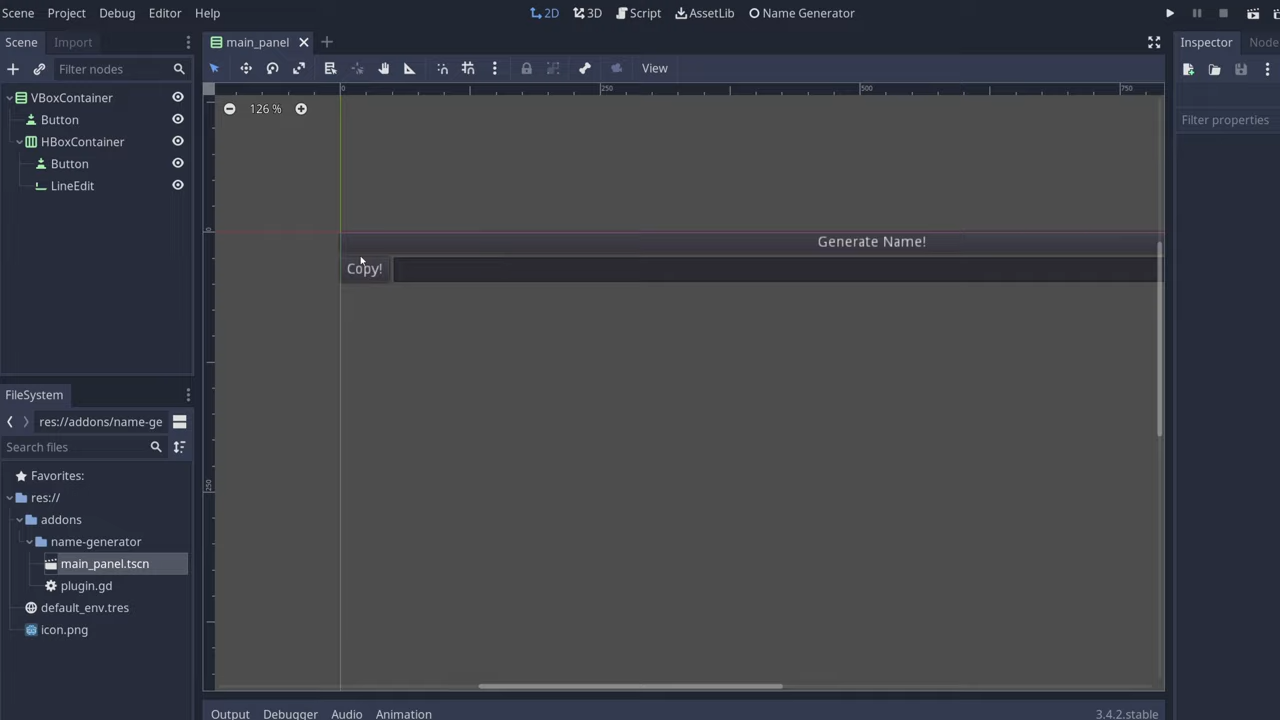 Scene Project Debug Editor Help 2D 3D Script AssetLib Name Generator
Scene Import main_panel Inspector Node
Filter nodes View
VBoxContainer
Button
HBoxContainer
Button
LineEdit
0 250 500 750
126 %
Filter properties
0
Generate Name!
Copy!
250
FileSystem
res://addons/name-ge
Search files
Favorites:
res://
addons
name-generator
main_panel.tscn
plugin.gd
default_env.tres
icon.png
Output Debugger Audio Animation 3.4.2.stable